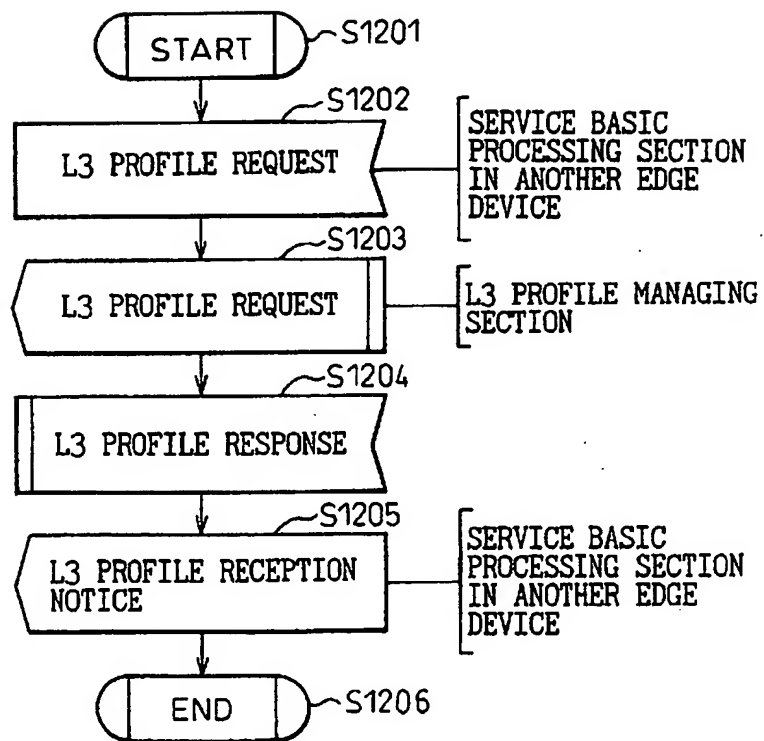 START
S1201
S1202
L3 PROFILE REQUEST
SERVICE BASIC
PROCESSING SECTION
IN ANOTHER EDGE
DEVICE
S1203
L3 PROFILE REQUEST
L3 PROFILE MANAGING
SECTION
S1204
L3 PROFILE RESPONSE
S1205
L3 PROFILE RECEPTION
NOTICE
SERVICE BASIC
PROCESSING SECTION
IN ANOTHER EDGE
DEVICE
END
S1206